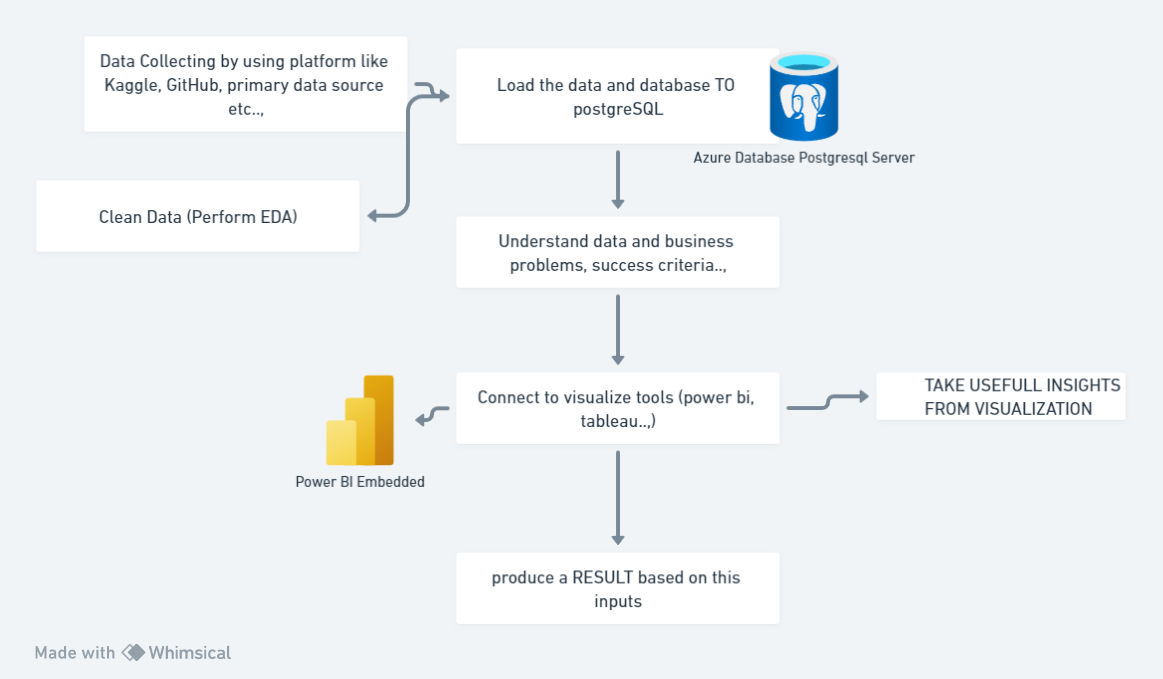 Data Collecting by using platform like
Kaggle, GitHub, primary data source
etc..,
Load the data and database TO
postgreSQL
Azure Database Postgresql Server
Clean Data (Perform EDA)
Understand data and business
problems, success criteria..,
Connect to visualize tools (power bi,
tableau..,)
TAKE USEFULL INSIGHTS
FROM VISUALIZATION
Power BI Embedded
produce a RESULT based on this
inputs
Made with Whimsical